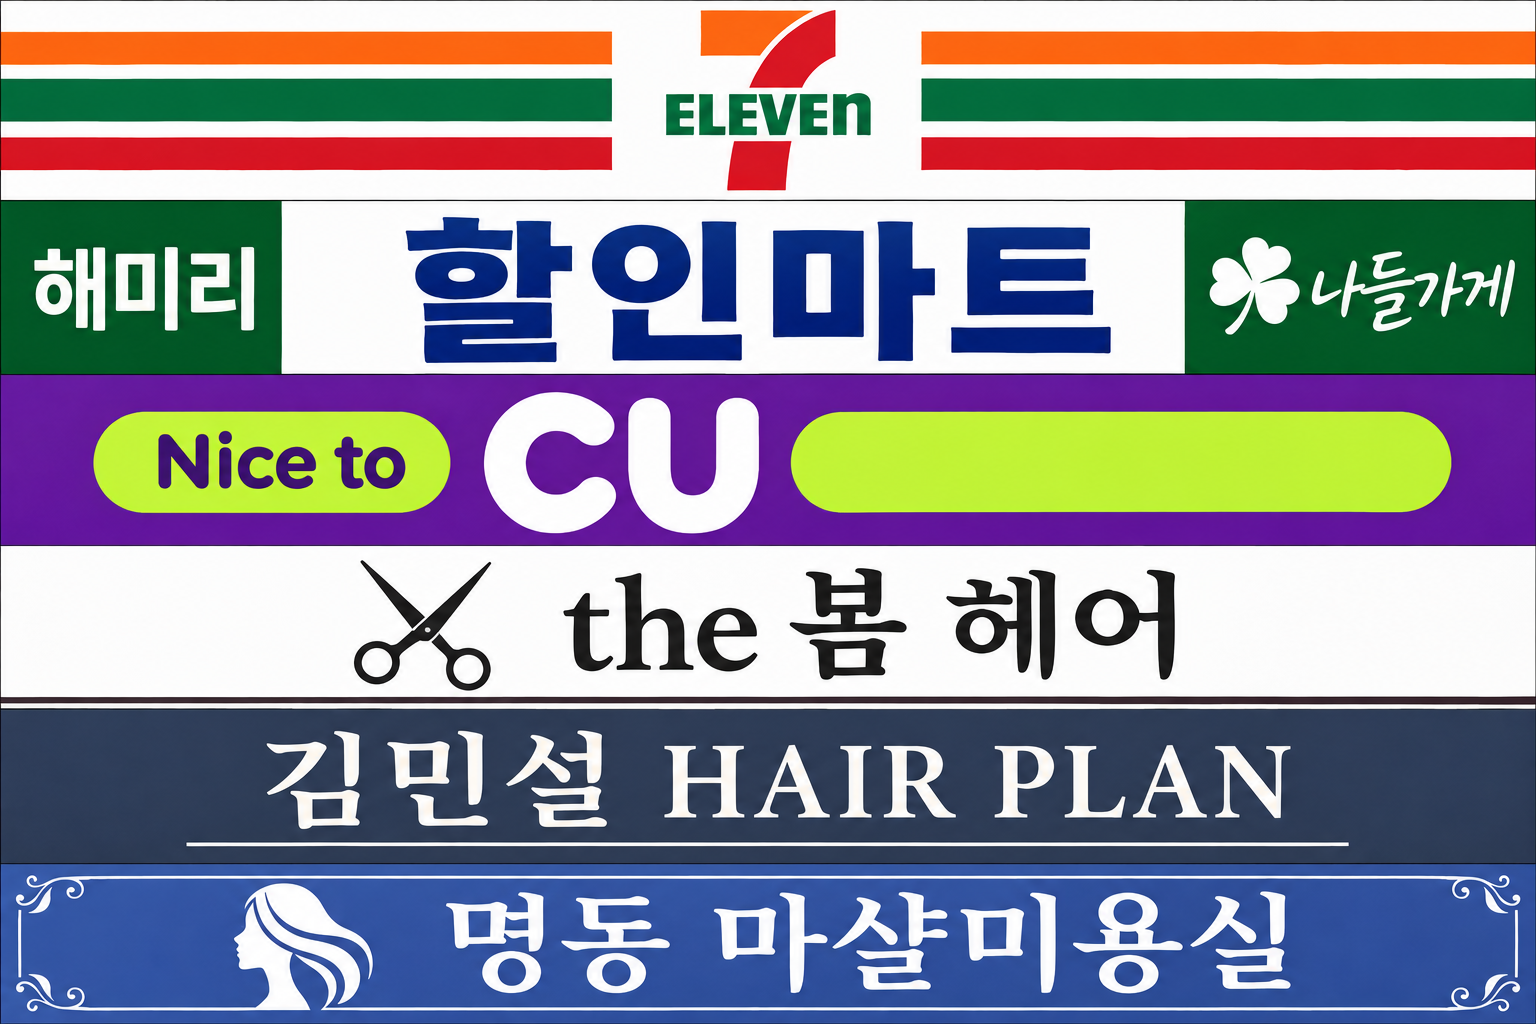 7
ELEVEn
해미리 할인마트 나들가게
Nice to CU
the 봄 헤어
김민설 HAIR PLAN
명동 마샬미용실